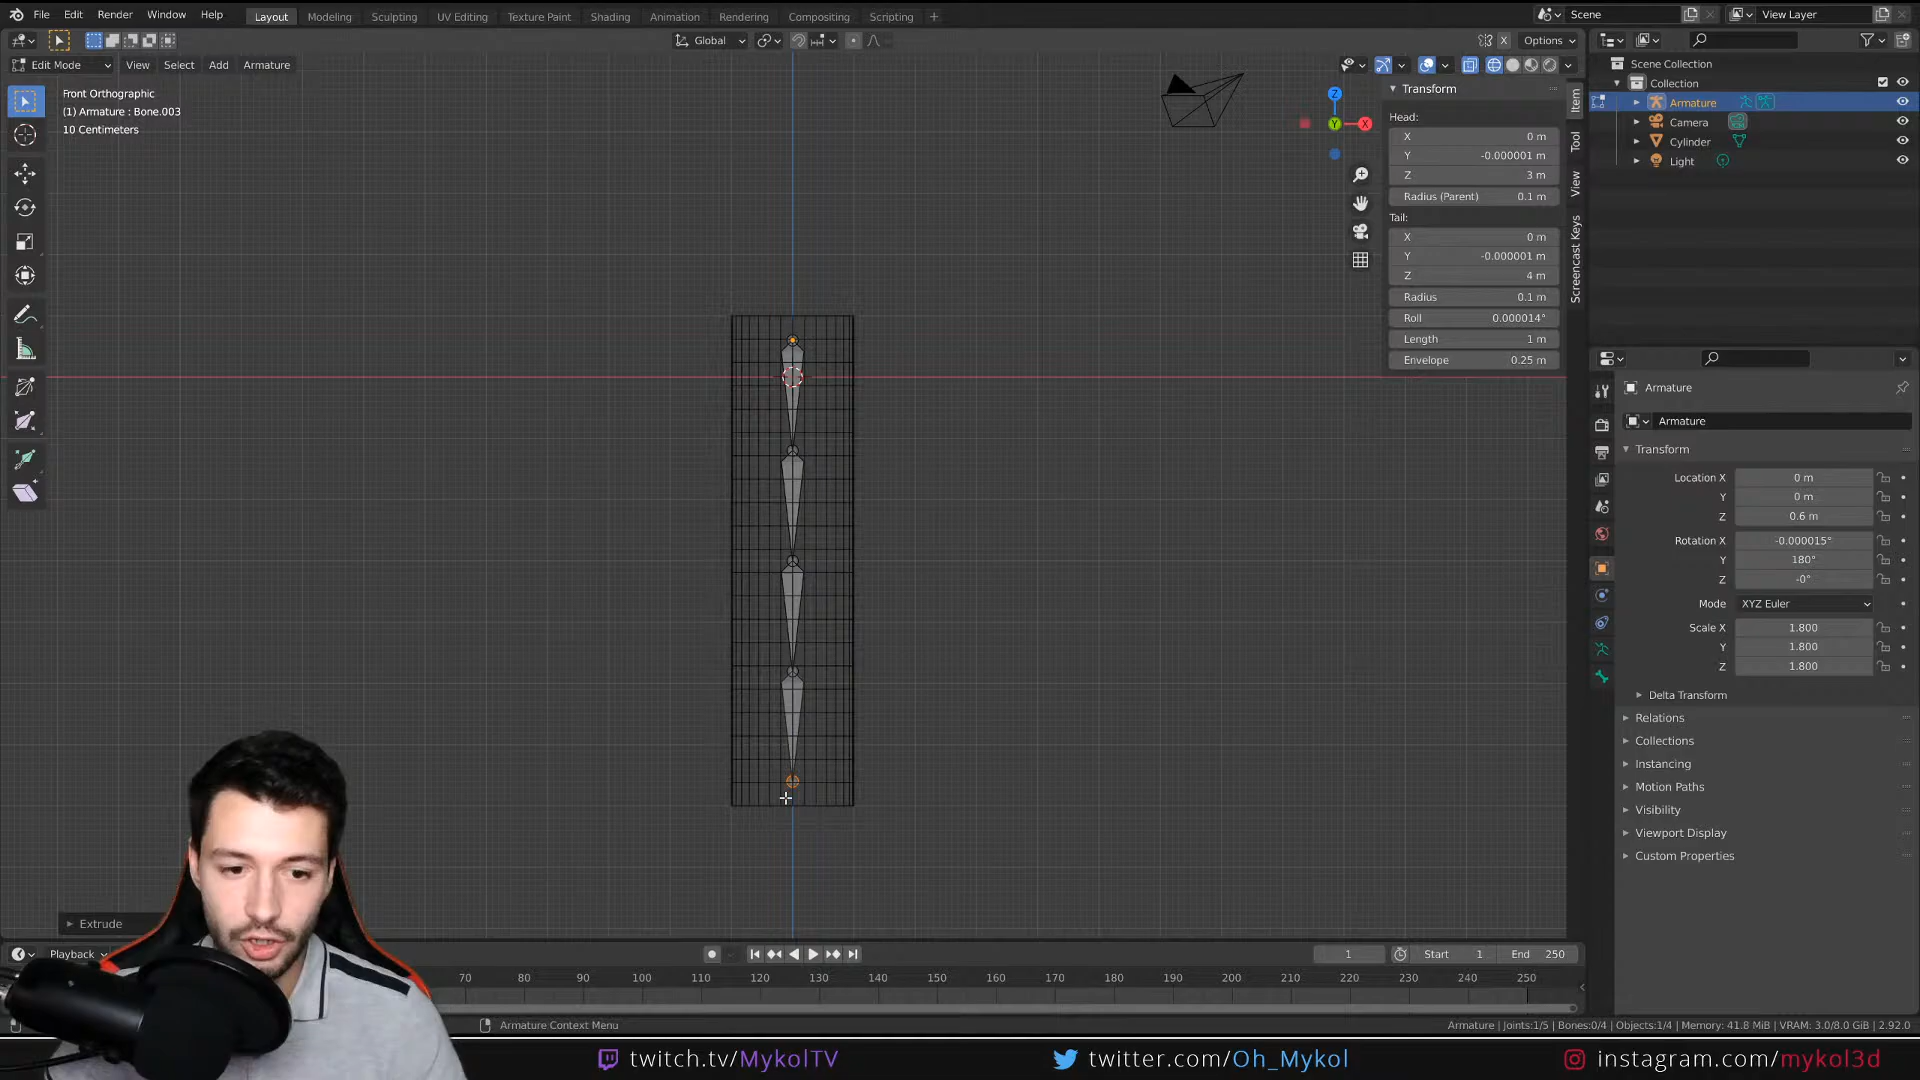 File Edit Render Window Help Layout Modeling Sculpting UV Editing Texture Paint Shading Animation Rendering Compositing Scripting + Scene View Layer
Global X Options
Edit Mode View Select Add Armature
Front Orthographic
(1) Armature : Bone.003
10 Centimeters
Z
Y
X
Transform
Head:
X 0 m
Y -0.000001 m
Z 3 m
Radius (Parent) 0.1 m
Tail:
X 0 m
Y -0.000001 m
Z 4 m
Radius 0.1 m
Roll 0.000014°
Length 1 m
Envelope 0.25 m
Item
Tool
View
Screencast Keys
Scene Collection
Collection
Armature
Camera
Cylinder
Light
Armature
Armature
Transform
Location X 0 m
Y 0 m
Z 0.6 m
Rotation X -0.000015°
Y 180°
Z -0°
Mode XYZ Euler
Scale X 1.800
Y 1.800
Z 1.800
Delta Transform
Relations
Collections
Instancing
Motion Paths
Visibility
Viewport Display
Custom Properties
Extrude
Playback 1 Start 1 End 250
70 80 90 100 110 120 130 140 150 160 170 180 190 200 210 220 230 240 250
Armature Context Menu Armature | Joints:1/5 | Bones:0/4 | Objects:1/4 | Memory: 41.8 MiB | VRAM: 3.0/8.0 GiB | 2.92.0
twitch.tv/MykolTV twitter.com/Oh_Mykol instagram.com/mykol3d